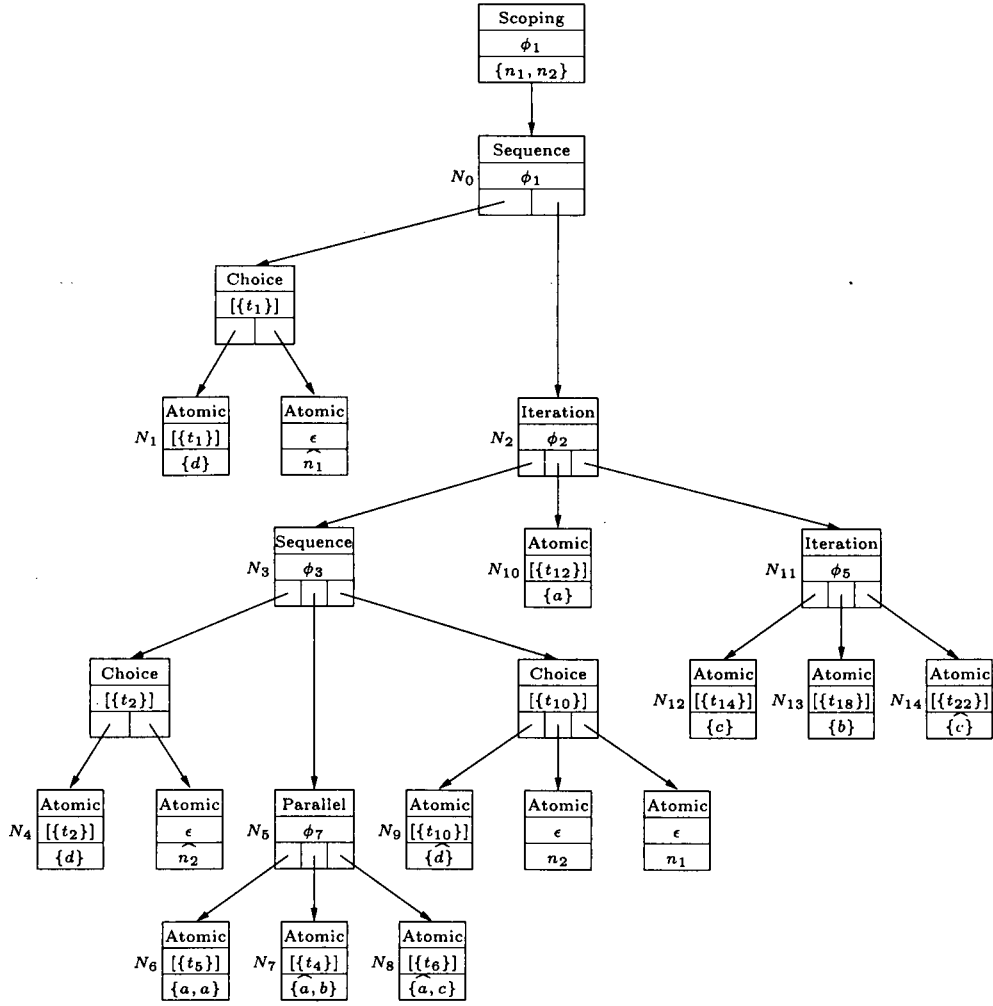 Scoping
ϕ₁
{n₁, n₂}
Sequence
N₀ ϕ₁
Choice
[{t₁}]
Atomic Atomic Iteration
N₁ [{t₁}] ϵ N₂ ϕ₂
{d} n̂₁
Sequence Atomic Iteration
N₃ ϕ₃ N₁₀ [{t₁₂}] N₁₁ ϕ₅
{a}
Choice Choice Atomic Atomic Atomic
[{t₂}] [{t₁₀}] N₁₂ [{t₁₄}] N₁₃ [{t₁₈}] N₁₄ [{t₂₂}]
{c} {b} {ĉ}
Atomic Atomic Parallel Atomic Atomic Atomic
N₄ [{t₂}] ϵ N₅ ϕ₇ N₉ [{t₁₀}] ϵ ϵ
{d} n̂₂ {d̂} n₂ n₁
Atomic Atomic Atomic
N₆ [{t₅}] N₇ [{t₄}] N₈ [{t₆}]
{a, a} {â, b} {â, c}